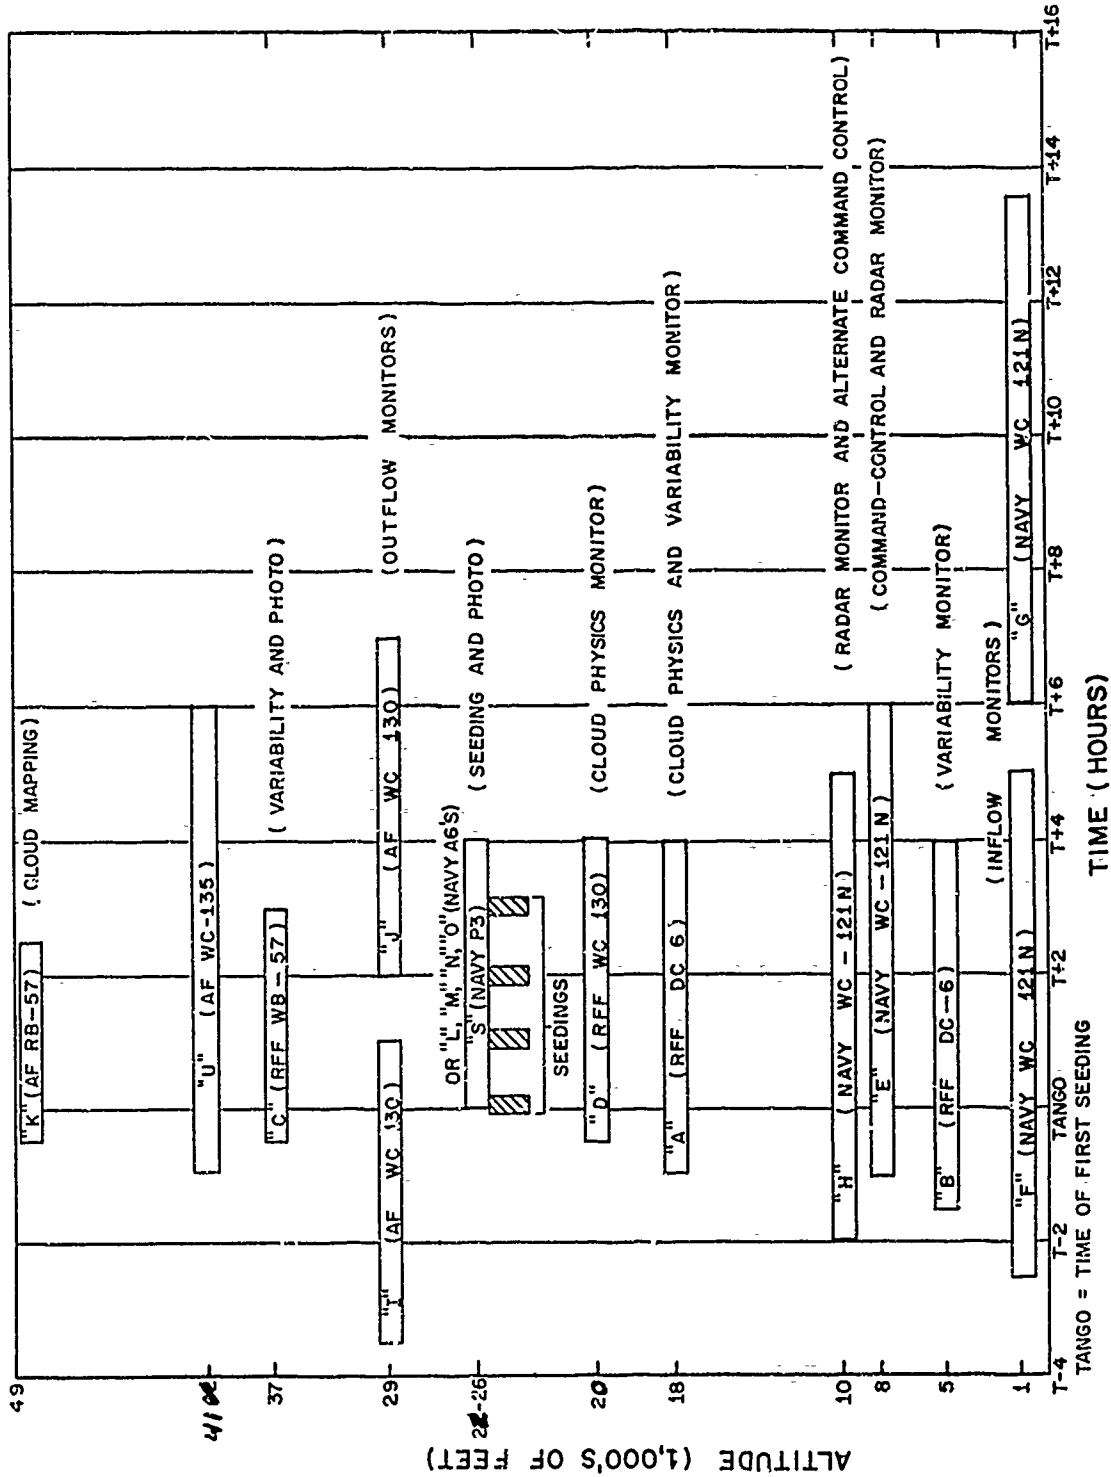 ALTITUDE (1,000'S OF FEET)
49
37
29
20
18
10
8
5
1
"K" (AF RB-57)
( CLOUD MAPPING)
"U" (AF WC-135)
"C" (RFF WB-57)
(VARIABILITY AND PHOTO)
"I" (AF WC 130)
"J" (AF WC 130)
(OUTFLOW MONITORS)
OR "L", "M", "N", "O" (NAVY A6'S)
"S" (NAVY P3)
(SEEDING AND PHOTO)
SEEDINGS
"D" (RFF WC 130)
(CLOUD PHYSICS MONITOR)
"A" (RFF DC 6)
(CLOUD PHYSICS AND VARIABILITY MONITOR)
"H" (NAVY WC-121N)
(RADAR MONITOR AND ALTERNATE COMMAND CONTROL)
"E" (NAVY WC-121N)
(COMMAND-CONTROL AND RADAR MONITOR)
"B" (RFF DC-6)
(VARIABILITY MONITOR)
"F" (NAVY WC 121N)
(INFLOW MONITORS)
"G" (NAVY WC 121N)
T-4 T-2 TANGO T+2 T+4 T+6 T+8 T+10 T+12 T+14 T+16
TANGO = TIME OF FIRST SEEDING
TIME (HOURS)